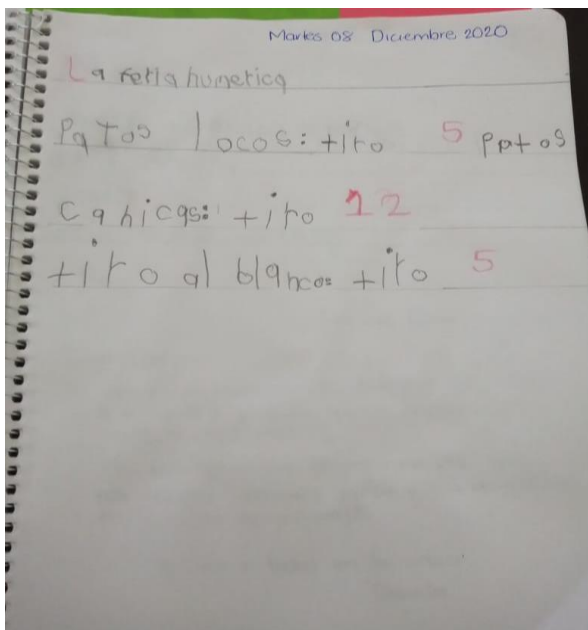 Martes 08 Diciembre 2020
La feria numerica
Patos locos: tiro 5 patos
canicas: tiro 12
tiro al blanco: tiro 5